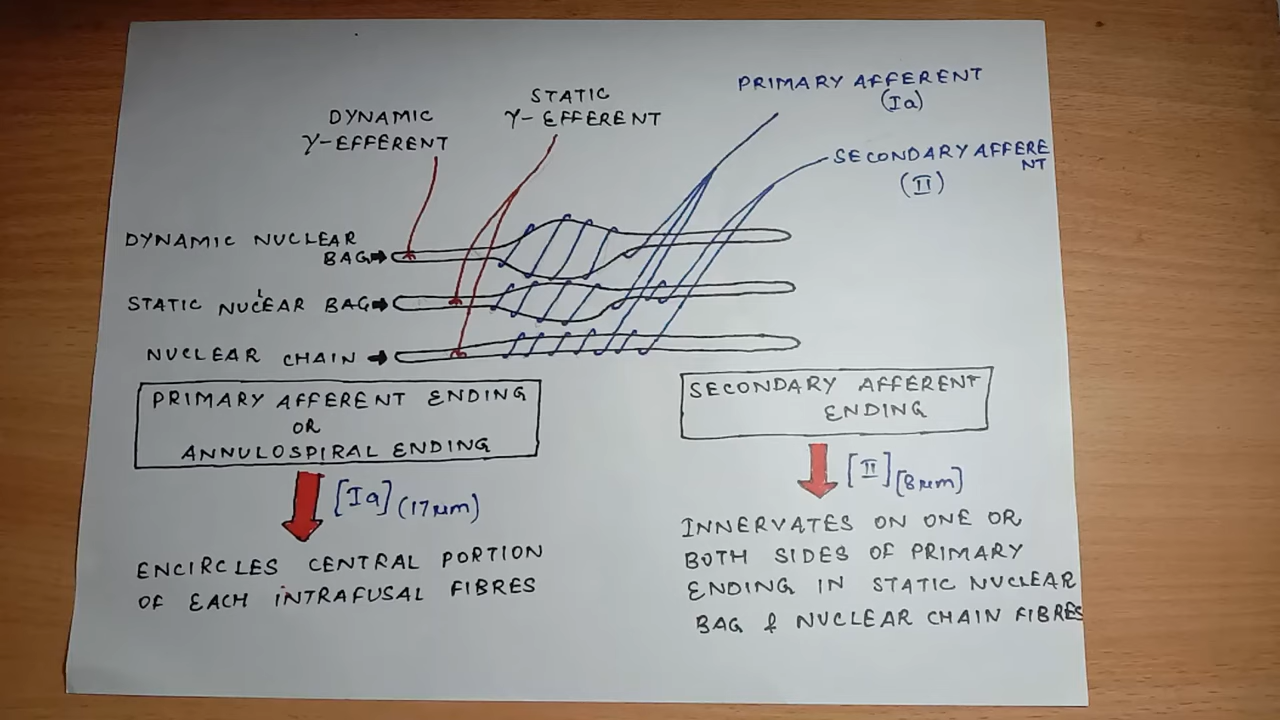 PRIMARY AFFERENT
(Ia)
STATIC
γ-EFFERENT
DYNAMIC
γ-EFFERENT
SECONDARY AFFERE
NT
(II)
DYNAMIC NUCLEAR
BAG
STATIC NUCLEAR BAG
NUCLEAR CHAIN
PRIMARY AFFERENT ENDING
OR
ANNULOSPIRAL ENDING
[Ia] (17μm)
ENCIRCLES CENTRAL PORTION
OF EACH INTRAFUSAL FIBRES
SECONDARY AFFERENT
ENDING
[II] [8μm)
INNERVATES ON ONE OR
BOTH SIDES OF PRIMARY
ENDING IN STATIC NUCLEAR
BAG & NUCLEAR CHAIN FIBRES